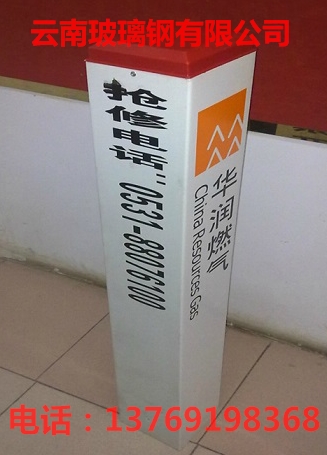 云南玻璃钢有限公司
抢修电话:0531-88076100
华润燃气
China Resources Gas
电话：13769198368